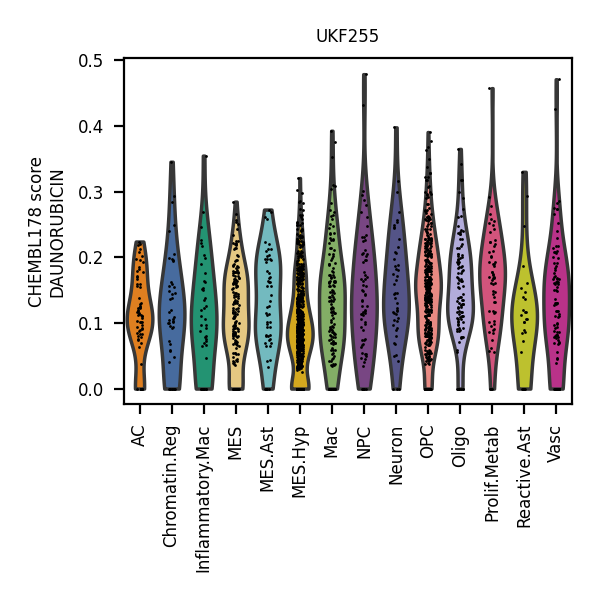 UKF255
CHEMBL178 score
DAUNORUBICIN
0.5
0.4
0.3
0.2
0.1
0.0
AC
Chromatin.Reg
Inflammatory.Mac
MES
MES.Ast
MES.Hyp
Mac
NPC
Neuron
OPC
Oligo
Prolif.Metab
Reactive.Ast
Vasc